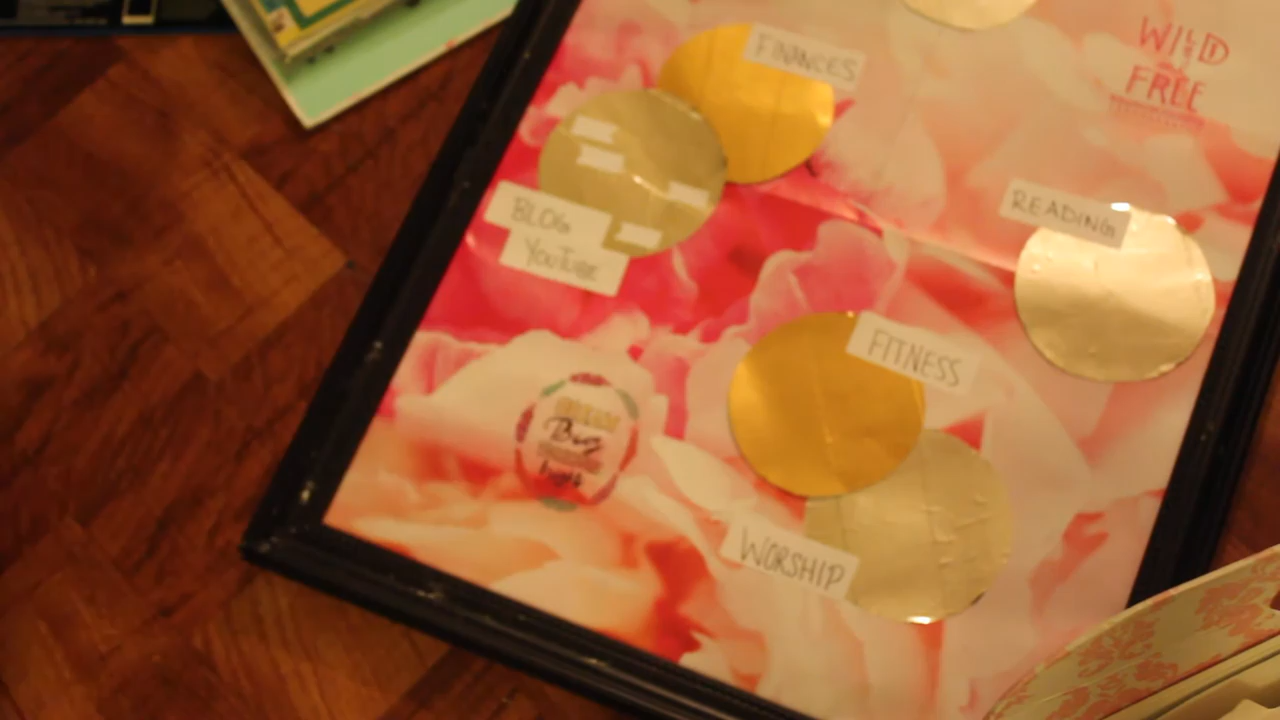 FINANCES
WILD
FREE
READING
BLOG
YOUTUBE
FITNESS
WORSHIP